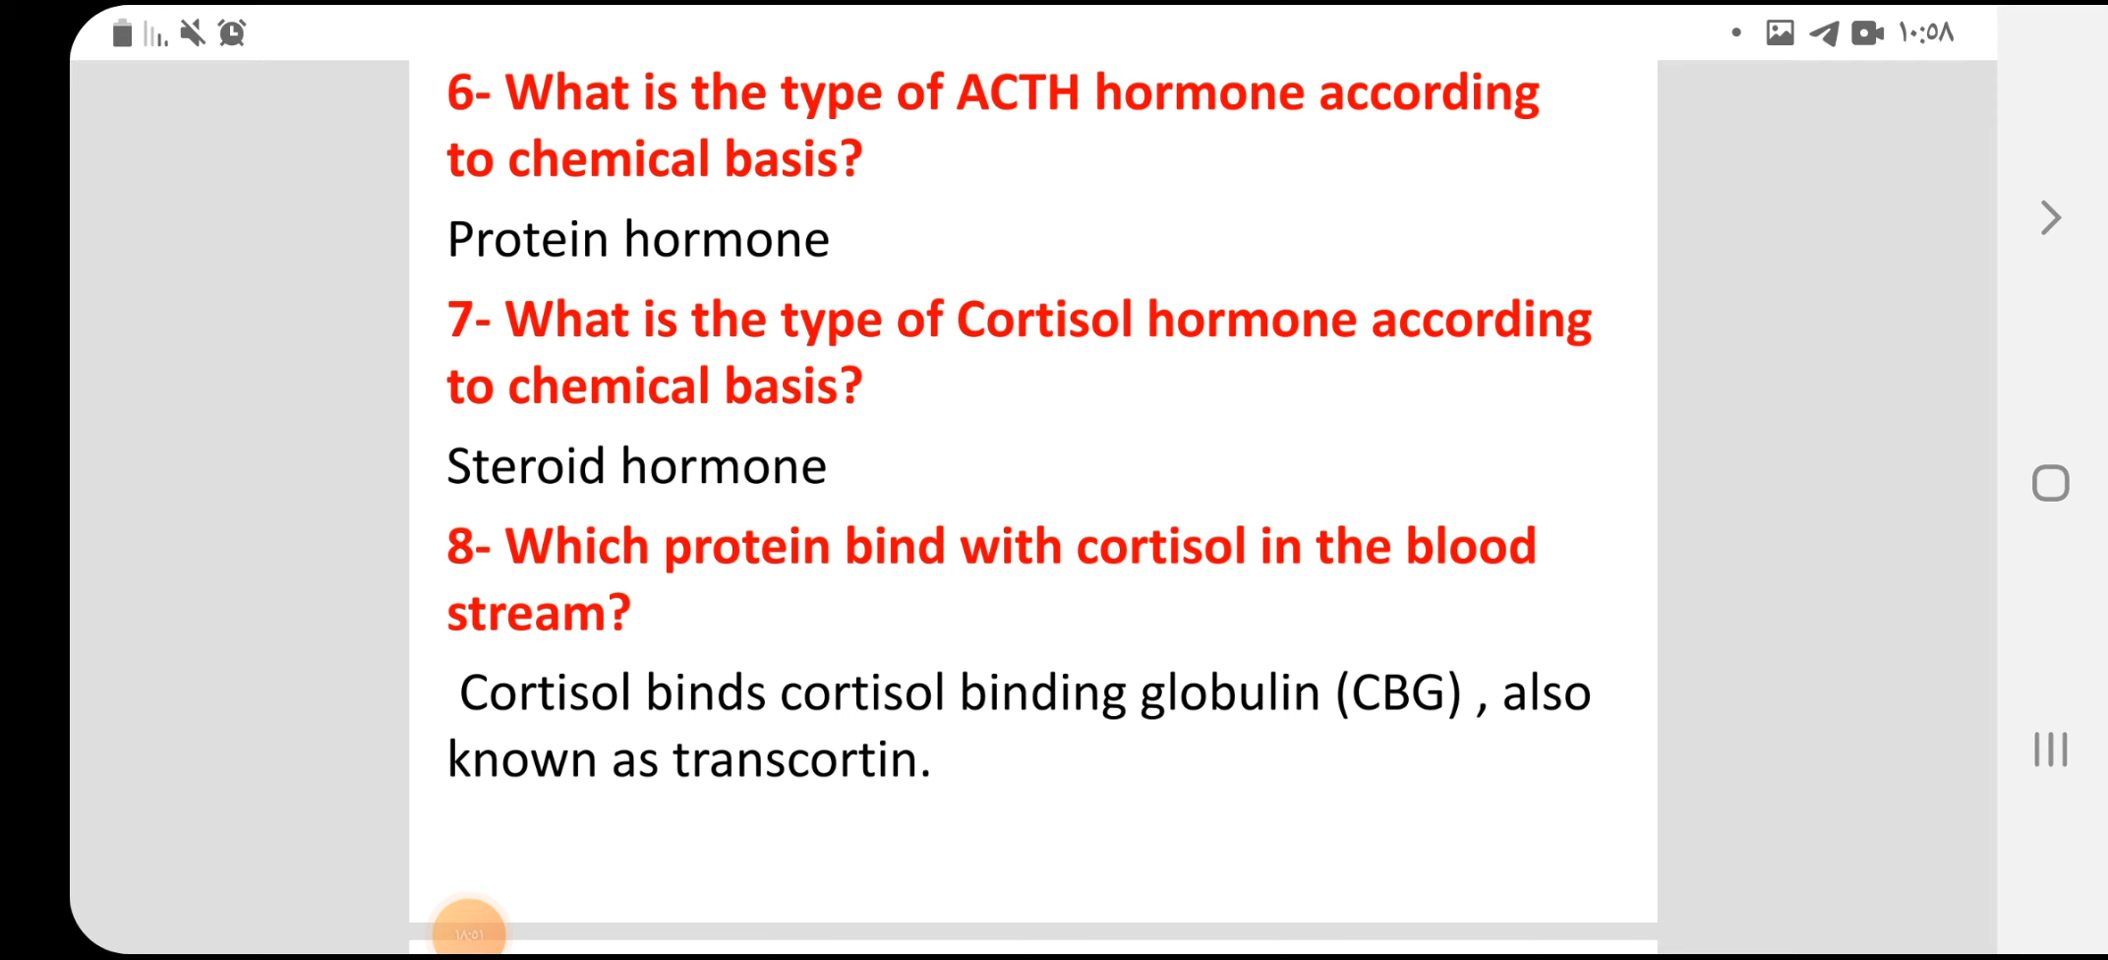 ١٠:٥٨
6- What is the type of ACTH hormone according
to chemical basis?
Protein hormone
7- What is the type of Cortisol hormone according
to chemical basis?
Steroid hormone
8- Which protein bind with cortisol in the blood
stream?
Cortisol binds cortisol binding globulin (CBG) , also
known as transcortin.
١٨:٥١